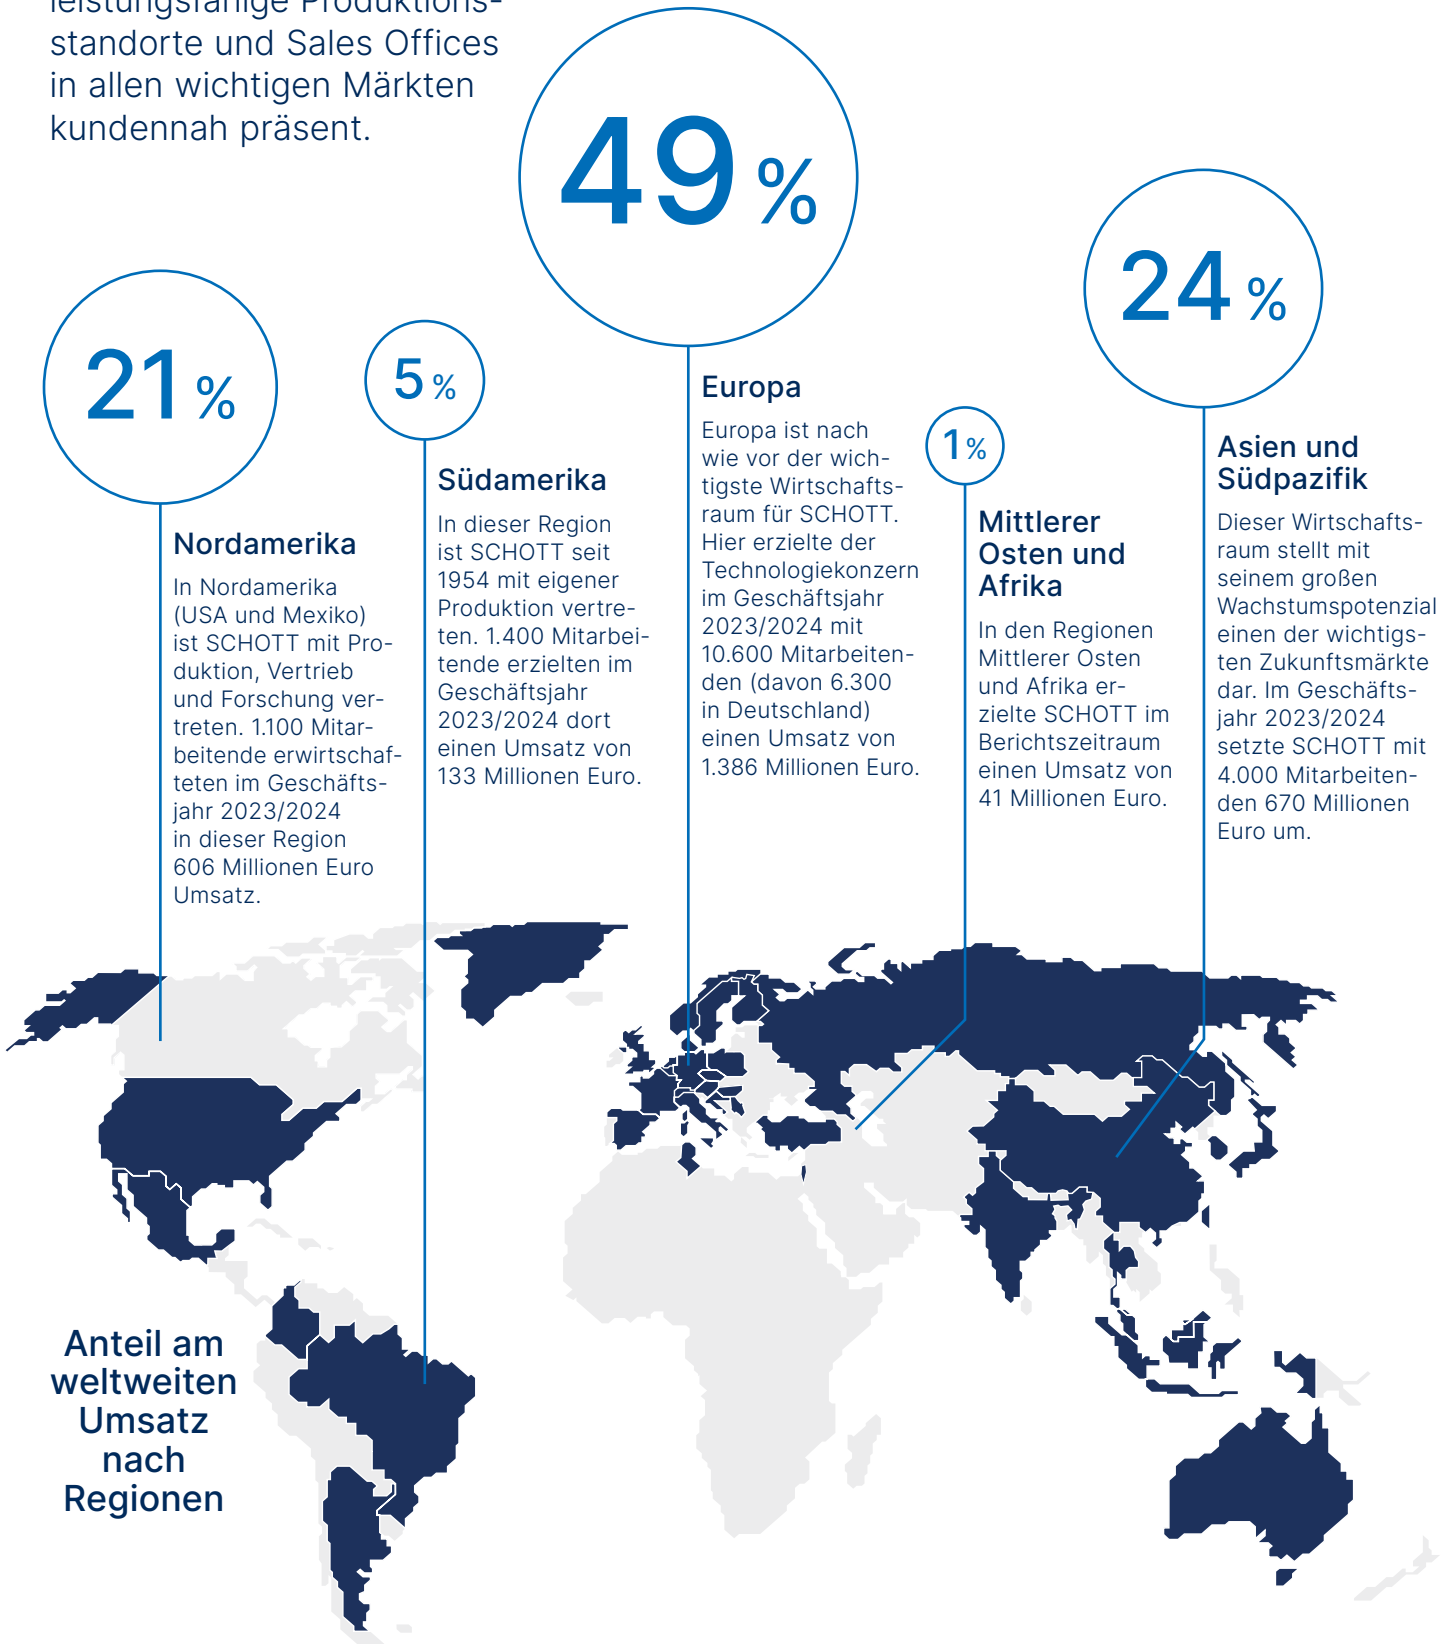 leistungsfähige Produktions-
standorte und Sales Offices
in allen wichtigen Märkten
kundennah präsent.
21 %
Nordamerika
In Nordamerika
(USA und Mexiko)
ist SCHOTT mit Pro-
duktion, Vertrieb
und Forschung ver-
treten. 1.100 Mitar-
beitende erwirtschaf-
teten im Geschäfts-
jahr 2023/2024
in dieser Region
606 Millionen Euro
Umsatz.
5 %
Südamerika
In dieser Region
ist SCHOTT seit
1954 mit eigener
Produktion vertre-
ten. 1.400 Mitarbei-
tende erzielten im
Geschäftsjahr
2023/2024 dort
einen Umsatz von
133 Millionen Euro.
49 %
Europa
Europa ist nach
wie vor der wich-
tigste Wirtschafts-
raum für SCHOTT.
Hier erzielte der
Technologiekonzern
im Geschäftsjahr
2023/2024 mit
10.600 Mitarbeiten-
den (davon 6.300
in Deutschland)
einen Umsatz von
1.386 Millionen Euro.
1 %
Mittlerer
Osten und
Afrika
In den Regionen
Mittlerer Osten
und Afrika er-
zielte SCHOTT im
Berichtszeitraum
einen Umsatz von
41 Millionen Euro.
24 %
Asien und
Südpazifik
Dieser Wirtschafts-
raum stellt mit
seinem großen
Wachstumspotenzial
einen der wichtigs-
ten Zukunftsmärkte
dar. Im Geschäfts-
jahr 2023/2024
setzte SCHOTT mit
4.000 Mitarbeiten-
den 670 Millionen
Euro um.
Anteil am
weltweiten
Umsatz
nach
Regionen